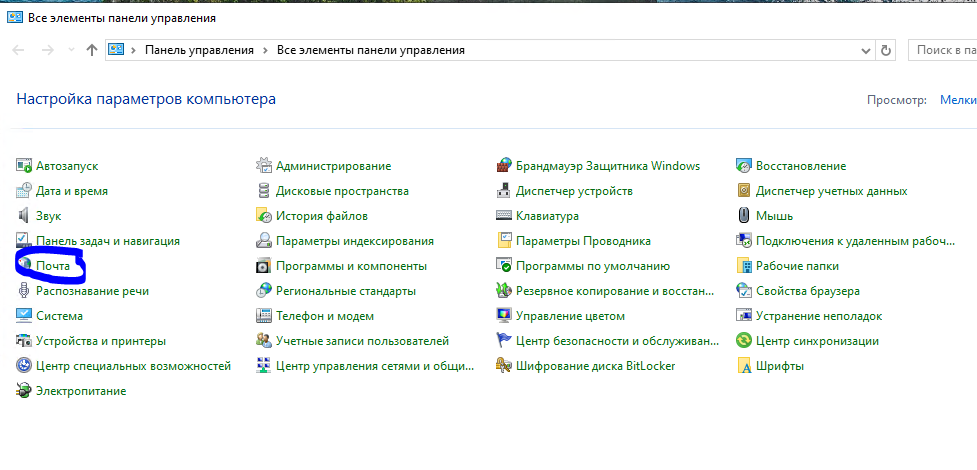 Все элементы панели управления
Панель управления Все элементы панели управления
Поиск в па
Настройка параметров компьютера
Просмотр: Мелки
Автозапуск Администрирование Брандмауэр Защитника Windows Восстановление
Дата и время Дисковые пространства Диспетчер устройств Диспетчер учетных данных
Звук История файлов Клавиатура Мышь
Панель задач и навигация Параметры индексирования Параметры Проводника Подключения к удаленным рабоч...
Почта Программы и компоненты Программы по умолчанию Рабочие папки
Распознавание речи Региональные стандарты Резервное копирование и восстан... Свойства браузера
Система Телефон и модем Управление цветом Устранение неполадок
Устройства и принтеры Учетные записи пользователей Центр безопасности и обслуживан... Центр синхронизации
Центр специальных возможностей Центр управления сетями и общи... Шифрование диска BitLocker Шрифты
Электропитание